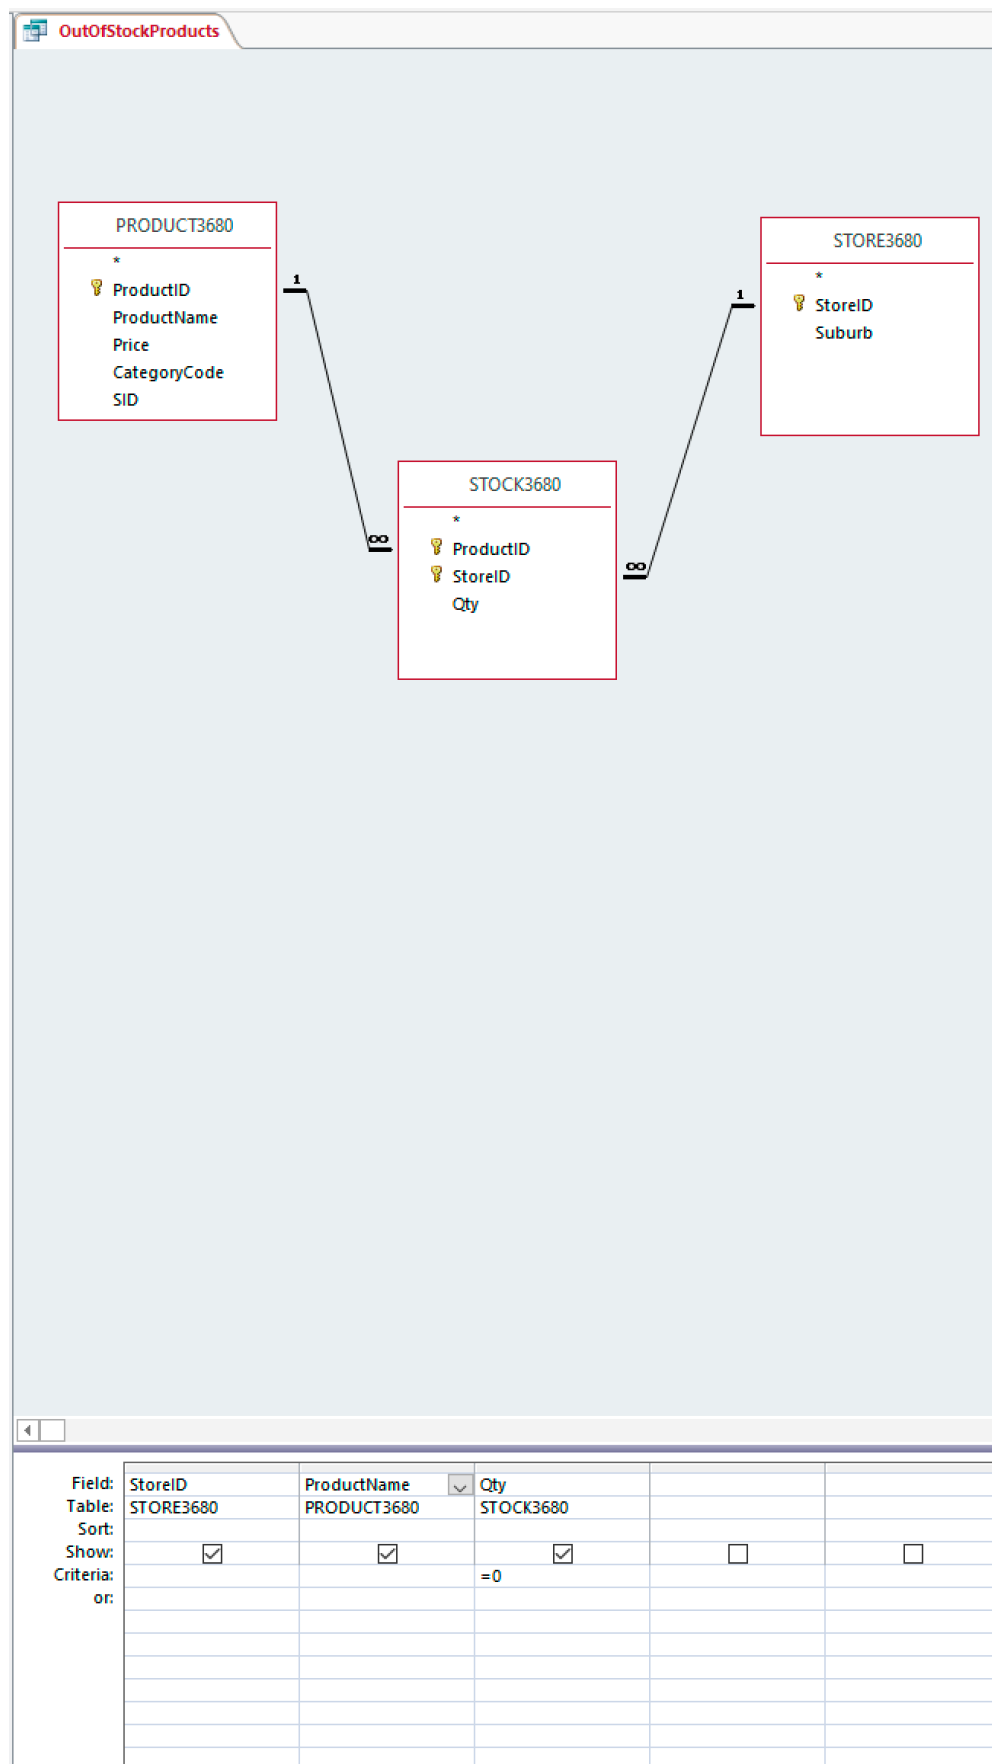 OutOfStockProducts
PRODUCT3680
*
ProductID
ProductName
Price
CategoryCode
SID
1
∞
STORE3680
*
StoreID
Suburb
1
∞
STOCK3680
*
ProductID
StoreID
Qty
Field: StoreID ProductName Qty
Table: STORE3680 PRODUCT3680 STOCK3680
Sort:
Show:
Criteria: =0
or: